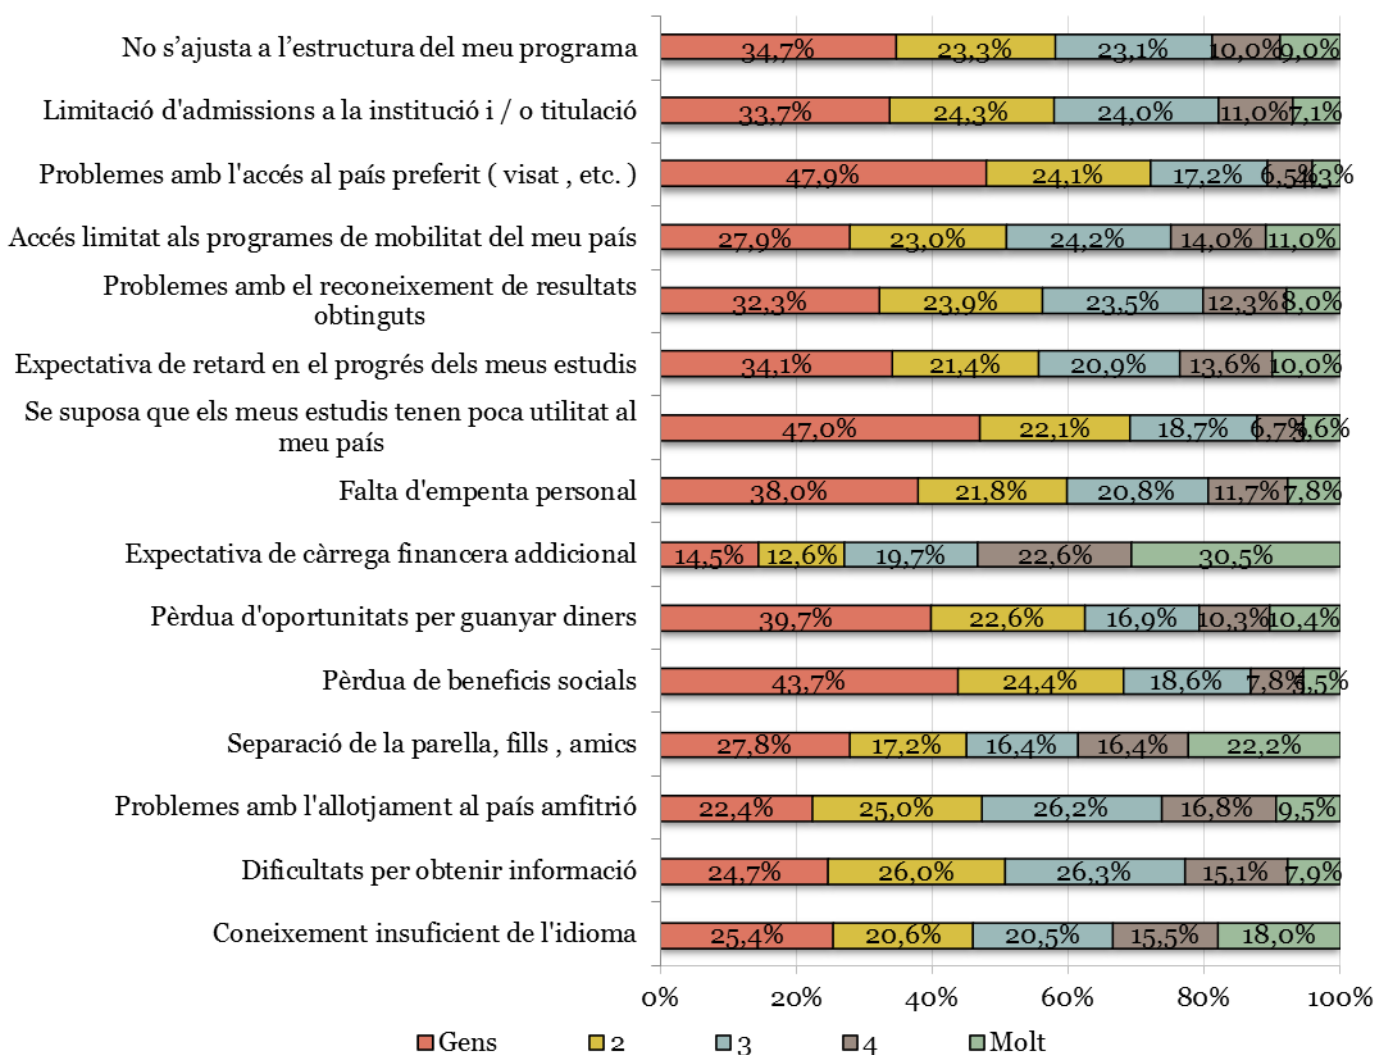 No s’ajusta a l’estructura del meu programa
34,7% 23,3% 23,1% 10,0% 9,0%
Limitació d'admissions a la institució i / o titulació
33,7% 24,3% 24,0% 11,0% 7,1%
Problemes amb l'accés al país preferit ( visat , etc. )
47,9% 24,1% 17,2% 6,5% 4,3%
Accés limitat als programes de mobilitat del meu país
27,9% 23,0% 24,2% 14,0% 11,0%
Problemes amb el reconeixement de resultats
obtinguts
32,3% 23,9% 23,5% 12,3% 8,0%
Expectativa de retard en el progrés dels meus estudis
34,1% 21,4% 20,9% 13,6% 10,0%
Se suposa que els meus estudis tenen poca utilitat al
meu país
47,0% 22,1% 18,7% 6,7% 5,6%
Falta d'empenta personal
38,0% 21,8% 20,8% 11,7% 7,8%
Expectativa de càrrega financera addicional
14,5% 12,6% 19,7% 22,6% 30,5%
Pèrdua d'oportunitats per guanyar diners
39,7% 22,6% 16,9% 10,3% 10,4%
Pèrdua de beneficis socials
43,7% 24,4% 18,6% 7,8% 5,5%
Separació de la parella, fills , amics
27,8% 17,2% 16,4% 16,4% 22,2%
Problemes amb l'allotjament al país amfitrió
22,4% 25,0% 26,2% 16,8% 9,5%
Dificultats per obtenir informació
24,7% 26,0% 26,3% 15,1% 7,9%
Coneixement insuficient de l'idioma
25,4% 20,6% 20,5% 15,5% 18,0%
0% 20% 40% 60% 80% 100%
Gens 2 3 4 Molt